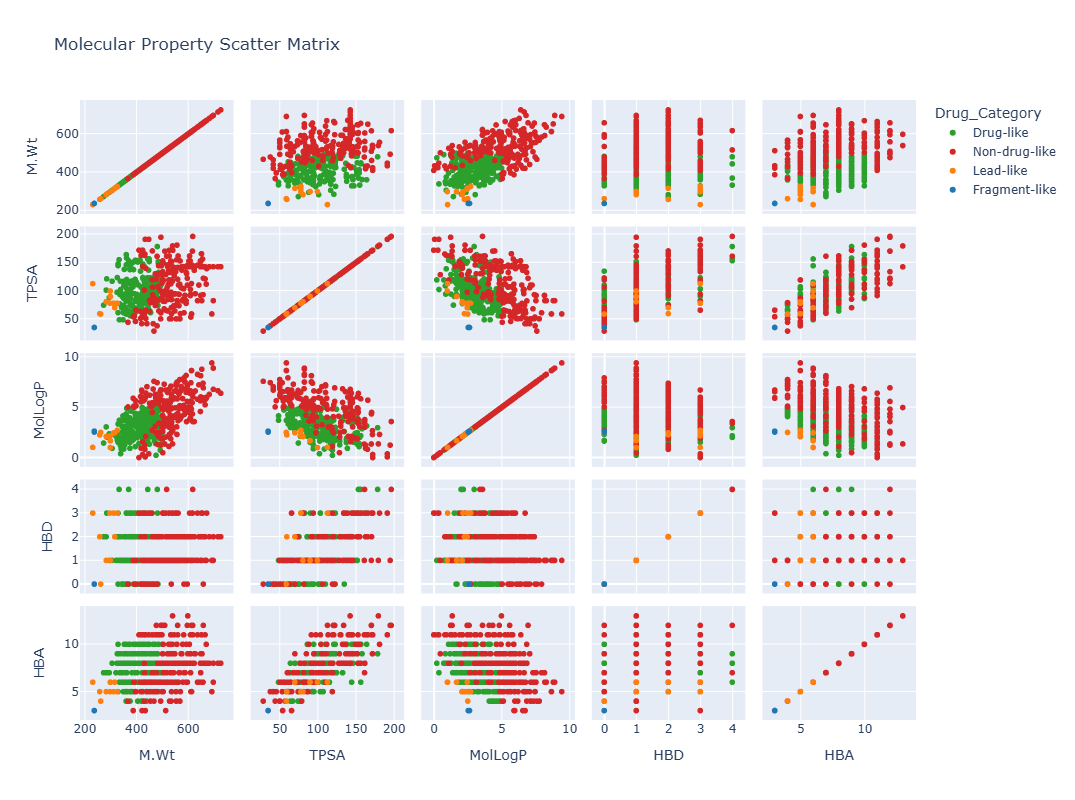 Molecular Property Scatter Matrix
Drug_Category
Drug-like
Non-drug-like
Lead-like
Fragment-like
M.Wt
600
400
200
TPSA
200
150
100
50
MolLogP
10
5
0
HBD
4
3
2
1
0
HBA
10
5
200 400 600
50 100 150 200
0 5 10
0 1 2 3 4
5 10
M.Wt TPSA MolLogP HBD HBA